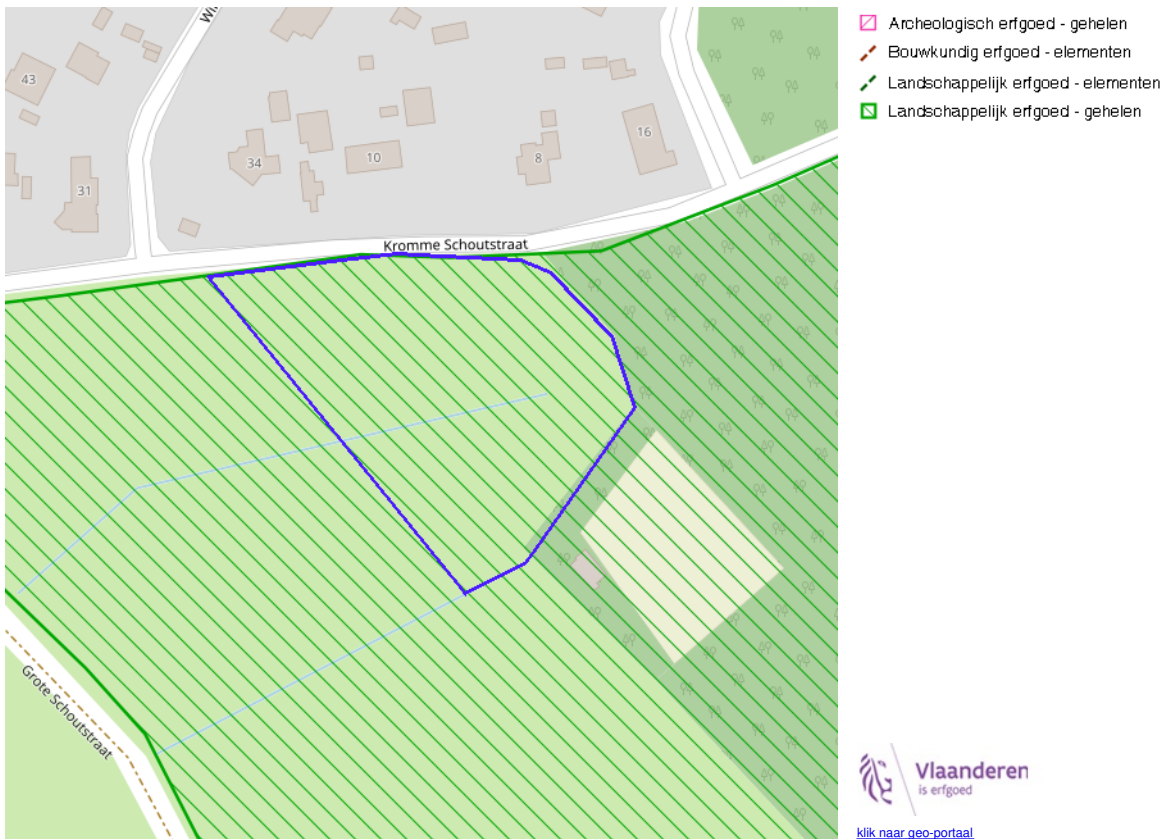 Archeologisch erfgoed - gehelen
Bouwkundig erfgoed - elementen
Landschappelijk erfgoed - elementen
Landschappelijk erfgoed - gehelen
43
31
34
10
8
16
Kromme Schoutstraat
Grote Schoutstraat
Vlaanderen
is erfgoed
klik naar geo-portaal